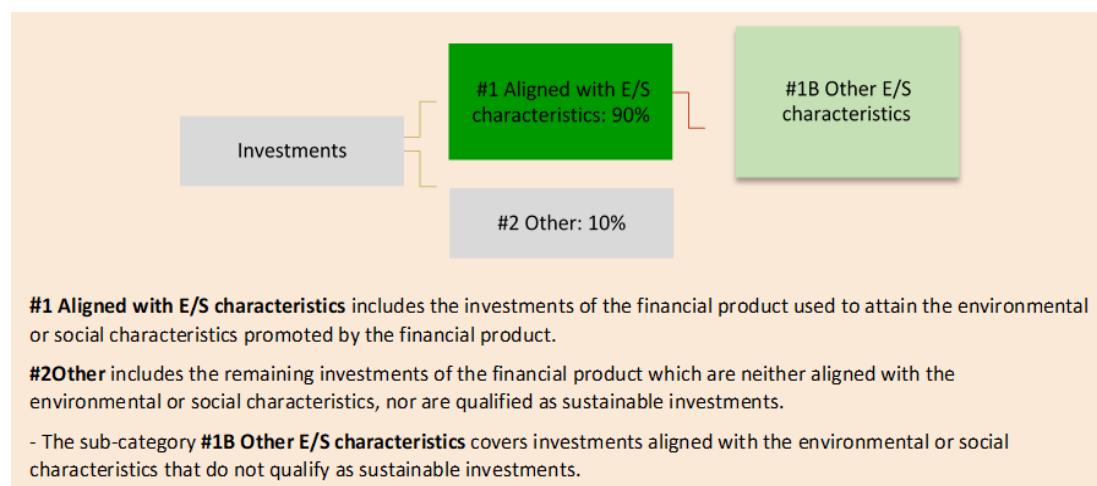 #1 Aligned with E/S
characteristics: 90%
#1B Other E/S
characteristics
Investments
#2 Other: 10%
#1 Aligned with E/S characteristics includes the investments of the financial product used to attain the environmental
or social characteristics promoted by the financial product.
#2Other includes the remaining investments of the financial product which are neither aligned with the
environmental or social characteristics, nor are qualified as sustainable investments.
- The sub-category #1B Other E/S characteristics covers investments aligned with the environmental or social
characteristics that do not qualify as sustainable investments.